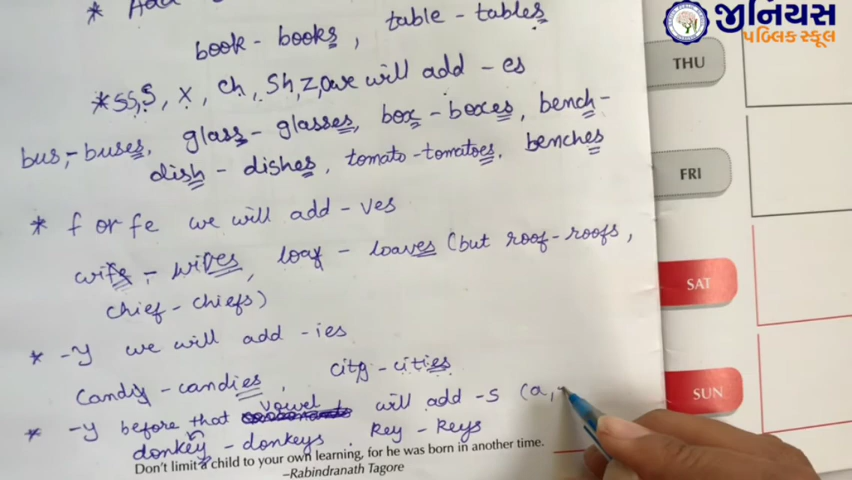 * Add
book - books, table - tables
* ss, s, x, ch, sh, z, o we will add - es
bus, - buses, glass - glasses, box - boxes, bench -
dish - dishes, tomato - tomatoes, benches
* f or fe we will add - ves
wife - wives, loaf - loaves (but roof - roofs,
chief - chiefs)
* -y we will add - ies
Candy - candies, city - cities
* -y before that vowel will add - s (a,
donkey - donkeys, key - keys
Don't limit a child to your own learning, for he was born in another time.
–Rabindranath Tagore
THU
FRI
SAT
SUN
જીનિયસ
પબ્લિક સ્કૂલ